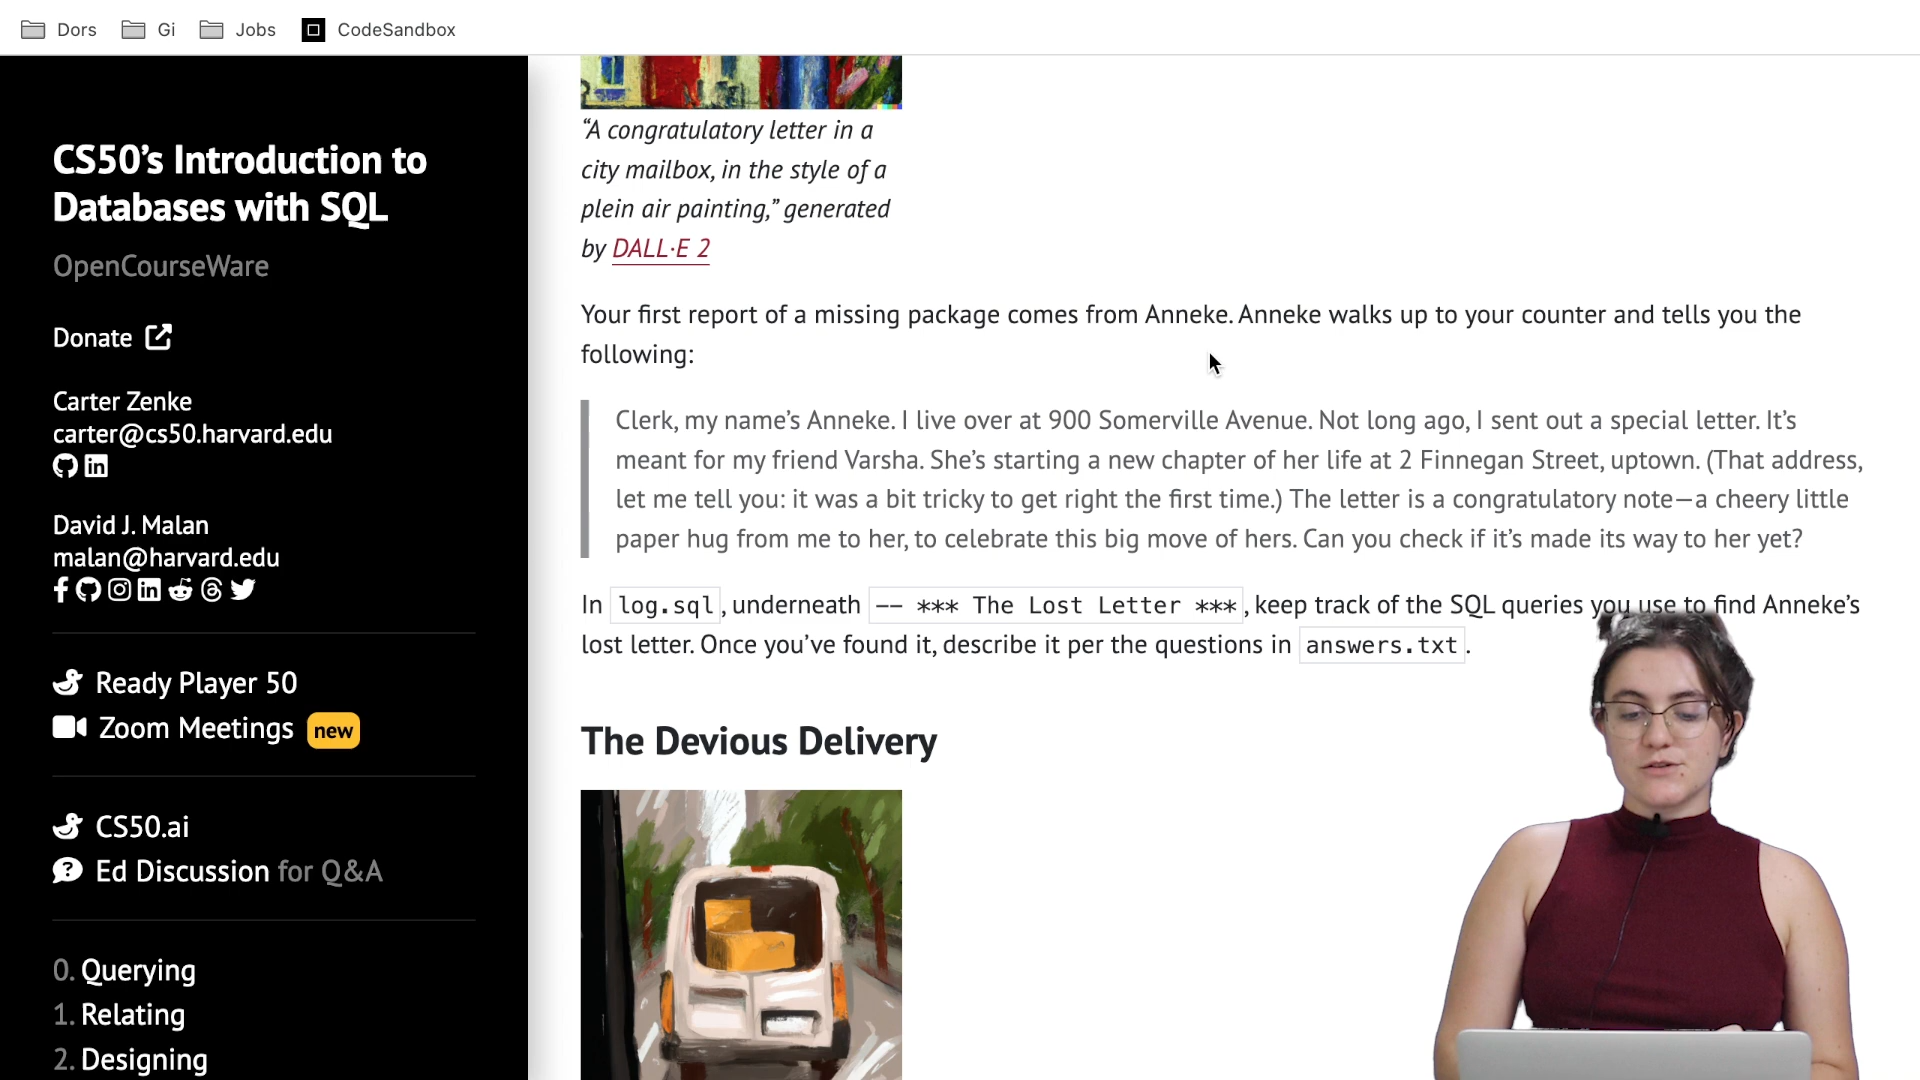 Dors Gi Jobs CodeSandbox
CS50’s Introduction to
Databases with SQL
OpenCourseWare
Donate
Carter Zenke
carter@cs50.harvard.edu
David J. Malan
malan@harvard.edu
Ready Player 50
Zoom Meetings new
CS50.ai
Ed Discussion for Q&A
0. Querying
1. Relating
2. Designing
“A congratulatory letter in a
city mailbox, in the style of a
plein air painting,” generated
by DALL·E 2
Your first report of a missing package comes from Anneke. Anneke walks up to your counter and tells you the
following:
Clerk, my name’s Anneke. I live over at 900 Somerville Avenue. Not long ago, I sent out a special letter. It’s
meant for my friend Varsha. She’s starting a new chapter of her life at 2 Finnegan Street, uptown. (That address,
let me tell you: it was a bit tricky to get right the first time.) The letter is a congratulatory note—a cheery little
paper hug from me to her, to celebrate this big move of hers. Can you check if it’s made its way to her yet?
In log.sql, underneath -- *** The Lost Letter ***, keep track of the SQL queries you use to find Anneke’s
lost letter. Once you’ve found it, describe it per the questions in answers.txt.
The Devious Delivery